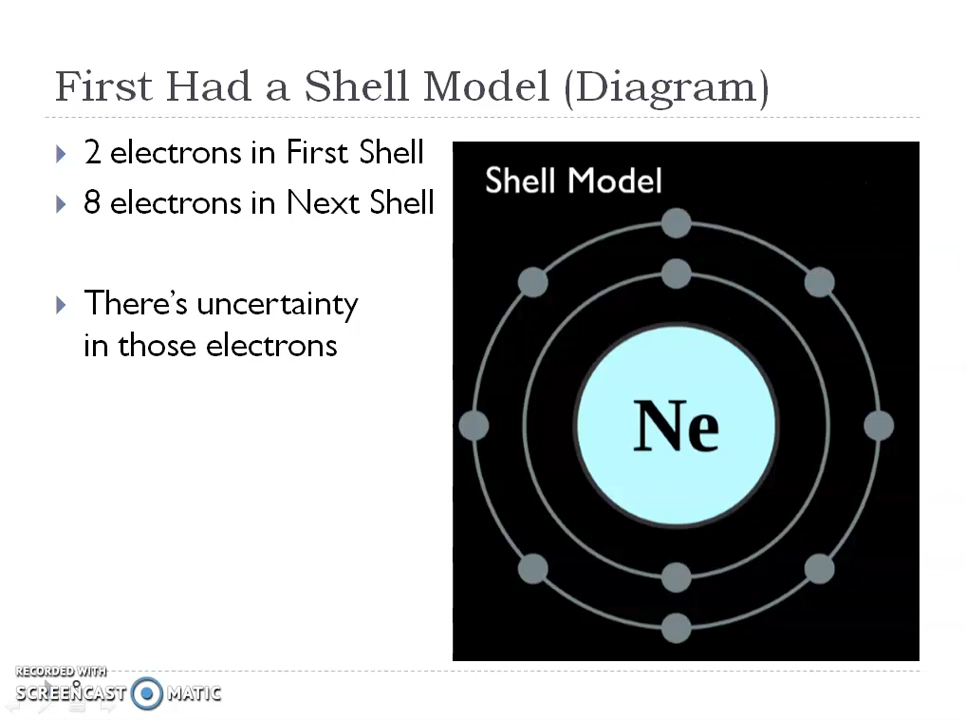 First Had a Shell Model (Diagram)
2 electrons in First Shell
8 electrons in Next Shell
There's uncertainty
in those electrons
Shell Model
Ne
RECORDED WITH
SCREENCAST MATIC